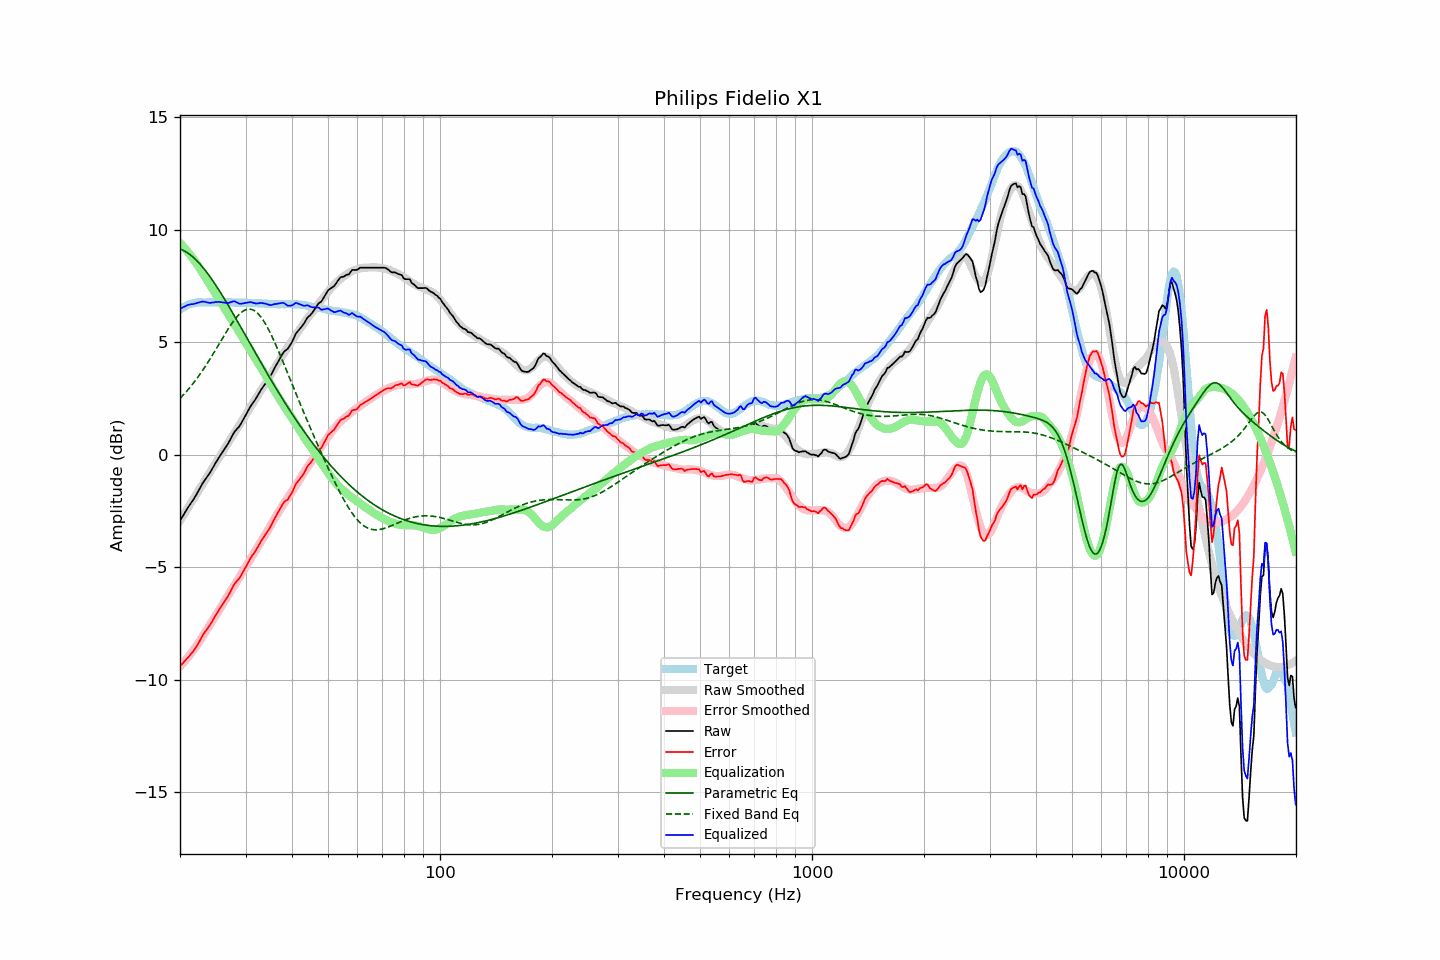 Philips Fidelio X1
15
10
5
0
−5
−10
−15
Amplitude (dBr)
Target
Raw Smoothed
Error Smoothed
Raw
Error
Equalization
Parametric Eq
Fixed Band Eq
Equalized
100
1000
10000
Frequency (Hz)